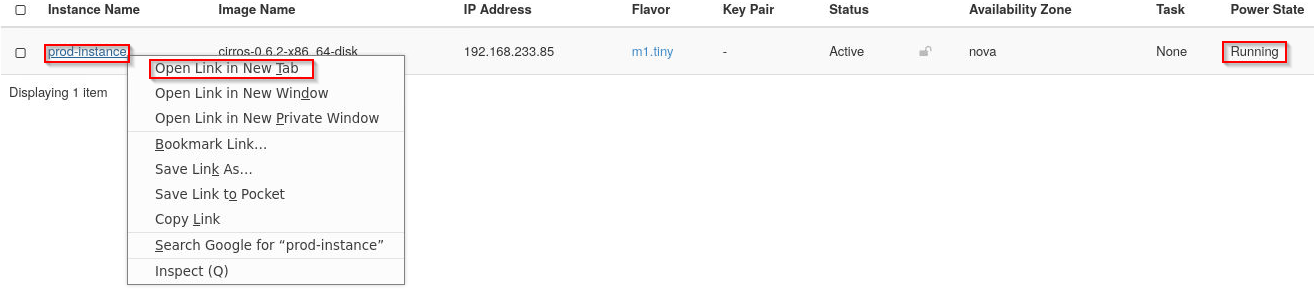 Instance Name Image Name IP Address Flavor Key Pair Status Availability Zone Task Power State
prod-instance cirros-0.6.2-x86_64-disk 192.168.233.85 m1.tiny - Active nova None Running
Displaying 1 item
Open Link in New Tab
Open Link in New Window
Open Link in New Private Window
Bookmark Link...
Save Link As...
Save Link to Pocket
Copy Link
Search Google for “prod-instance”
Inspect (Q)